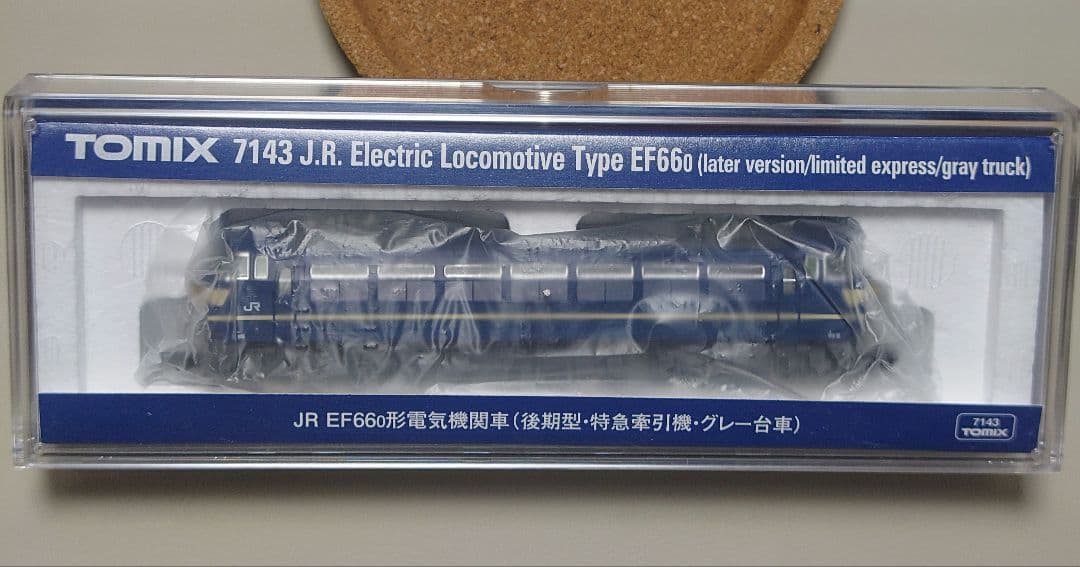 TOMIX 7143 J.R. Electric Locomotive Type EF660 (later version/limited express/gray truck)
JR
JR EF660形電気機関車(後期型・特急牽引機・グレー台車)
7143
TOMIX